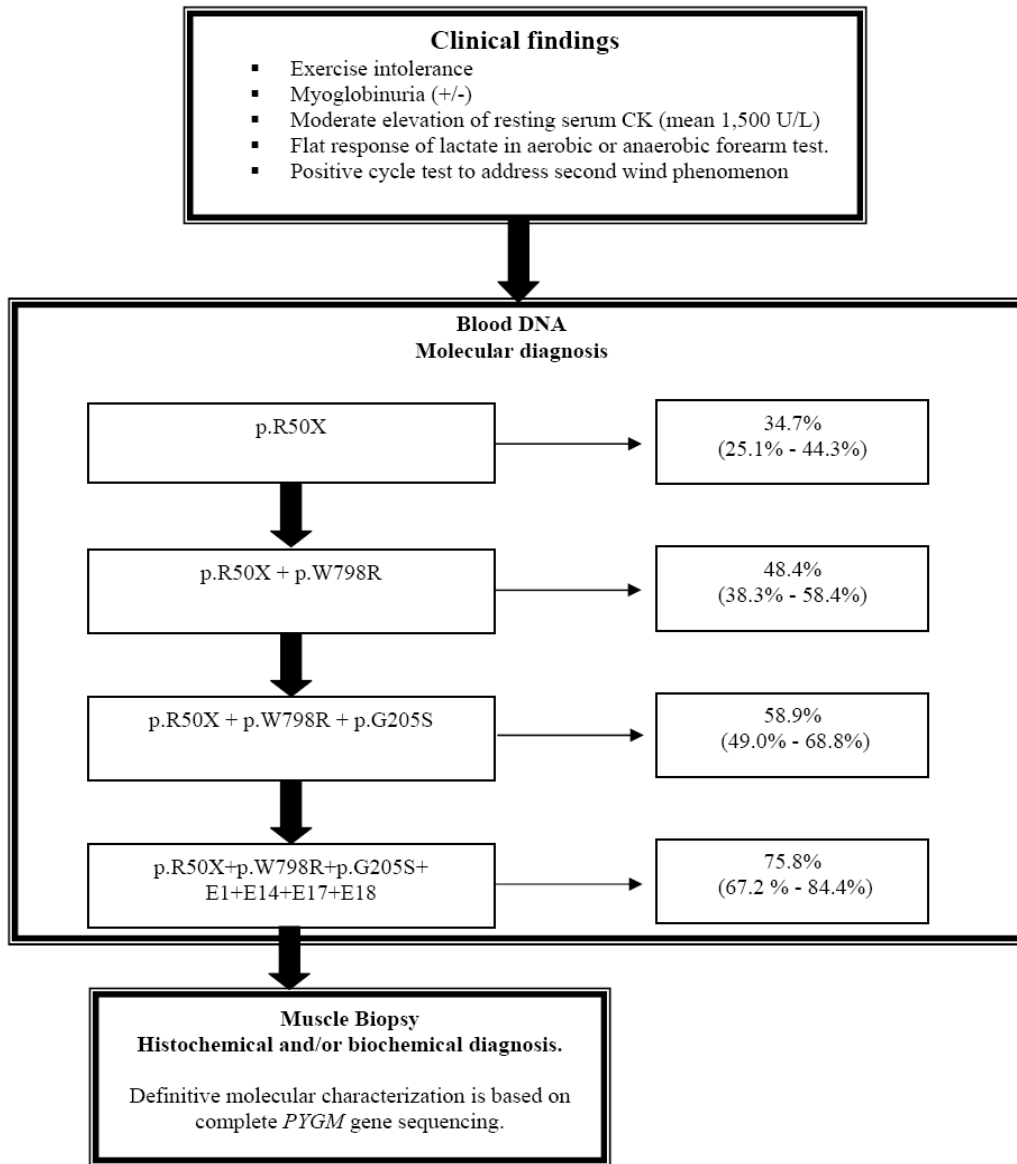 Clinical findings
▪ Exercise intolerance
▪ Myoglobinuria (+/-)
▪ Moderate elevation of resting serum CK (mean 1,500 U/L)
▪ Flat response of lactate in aerobic or anaerobic forearm test.
▪ Positive cycle test to address second wind phenomenon
Blood DNA
Molecular diagnosis
p.R50X
34.7%
(25.1% - 44.3%)
p.R50X + p.W798R
48.4%
(38.3% - 58.4%)
p.R50X + p.W798R + p.G205S
58.9%
(49.0% - 68.8%)
p.R50X+p.W798R+p.G205S+
E1+E14+E17+E18
75.8%
(67.2 % - 84.4%)
Muscle Biopsy
Histochemical and/or biochemical diagnosis.
Definitive molecular characterization is based on
complete PYGM gene sequencing.